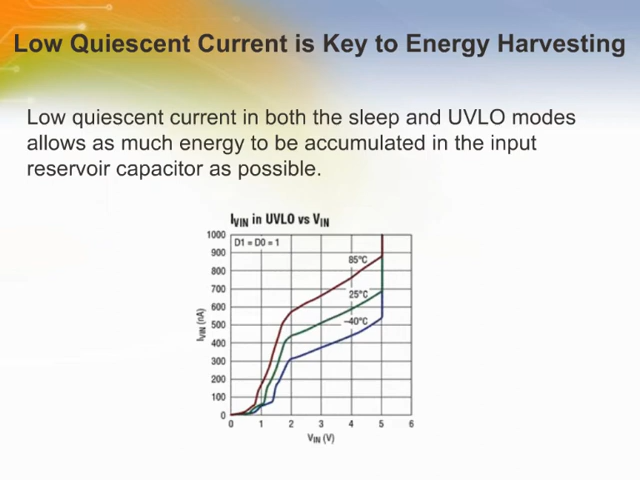 Low Quiescent Current is Key to Energy Harvesting
Low quiescent current in both the sleep and UVLO modes
allows as much energy to be accumulated in the input
reservoir capacitor as possible.
IVIN in UVLO vs VIN
1000
D1 = D0 = 1
900
85°C
800
700
25°C
600
500
–40°C
400
300
200
100
0
IVIN (nA)
0 1 2 3 4 5 6
VIN (V)